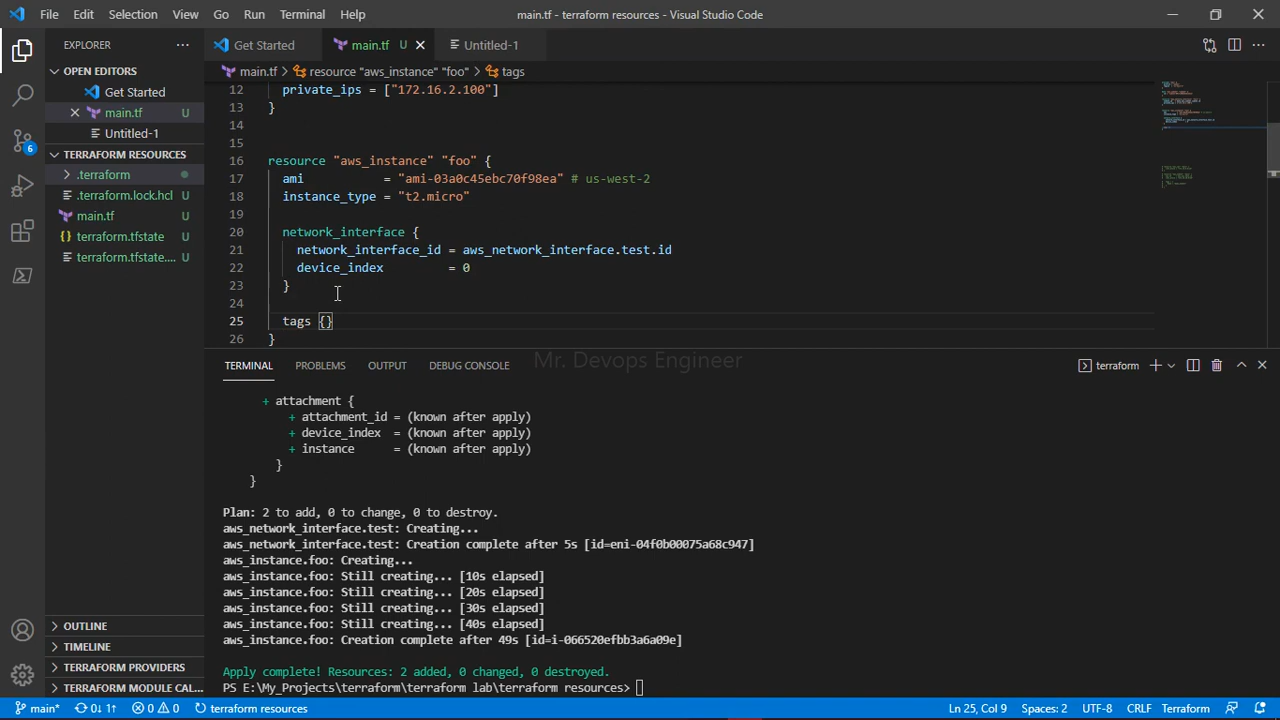 File Edit Selection View Go Run Terminal Help
main.tf - terraform resources - Visual Studio Code
EXPLORER
OPEN EDITORS
Get Started
main.tf U
Untitled-1
TERRAFORM RESOURCES
.terraform
.terraform.lock.hcl U
main.tf U
terraform.tfstate U
terraform.tfstate.... U
OUTLINE
TIMELINE
TERRAFORM PROVIDERS
TERRAFORM MODULE CAL...
6
Get Started main.tf U Untitled-1
main.tf > resource "aws_instance" "foo" > tags
12 private_ips = ["172.16.2.100"]
13 }
14
15
16 resource "aws_instance" "foo" {
17 ami = "ami-03a0c45ebc70f98ea" # us-west-2
18 instance_type = "t2.micro"
19
20 network_interface {
21 network_interface_id = aws_network_interface.test.id
22 device_index = 0
23 }
24
25 tags {}
26 }
Mr. Devops Engineer
TERMINAL PROBLEMS OUTPUT DEBUG CONSOLE terraform
+ attachment {
+ attachment_id = (known after apply)
+ device_index = (known after apply)
+ instance = (known after apply)
}
}
Plan: 2 to add, 0 to change, 0 to destroy.
aws_network_interface.test: Creating...
aws_network_interface.test: Creation complete after 5s [id=eni-04f0b00075a68c947]
aws_instance.foo: Creating...
aws_instance.foo: Still creating... [10s elapsed]
aws_instance.foo: Still creating... [20s elapsed]
aws_instance.foo: Still creating... [30s elapsed]
aws_instance.foo: Still creating... [40s elapsed]
aws_instance.foo: Creation complete after 49s [id=i-066520efbb3a6a09e]
Apply complete! Resources: 2 added, 0 changed, 0 destroyed.
PS E:\My_Projects\terraform\terraform lab\terraform resources>
main* 0↓ 1↑ 0 0 terraform resources Ln 25, Col 9 Spaces: 2 UTF-8 CRLF Terraform